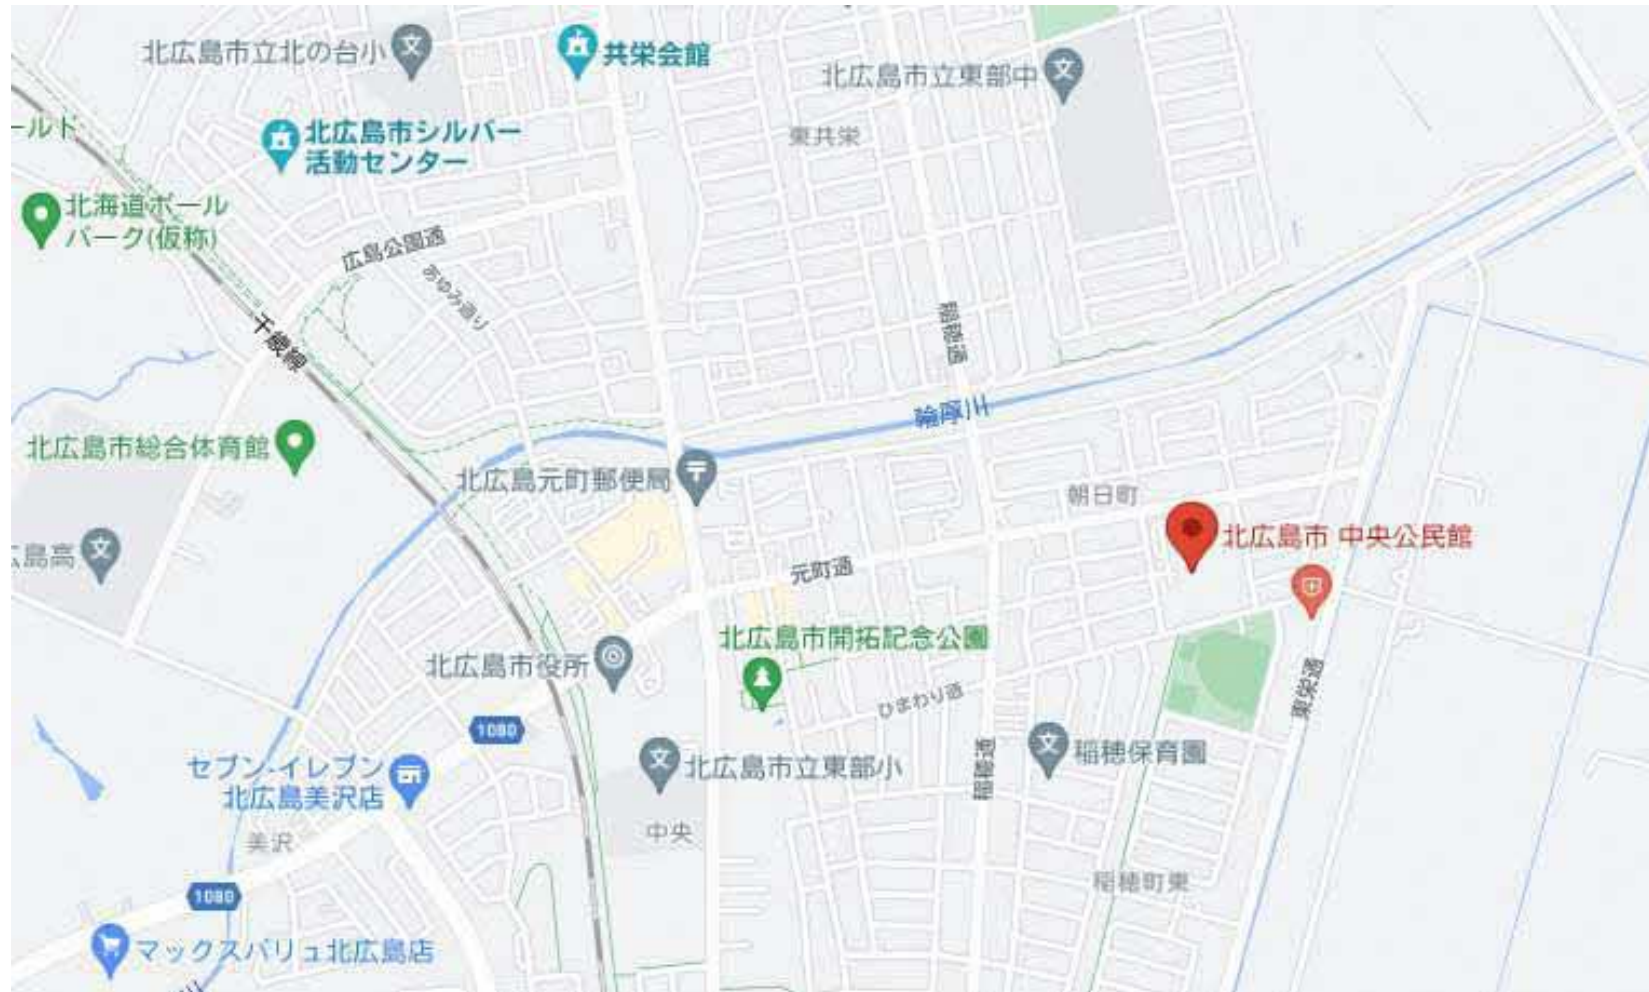 北広島市立北の台小
共栄会館
北広島市立東部中
ールド
北広島市シルバー
活動センター
東共栄
北海道ボール
パーク(仮称)
広島公園通
あゆみ通り
千歳線
稲穂通
輪厚川
北広島市総合体育館
北広島元町郵便局
朝日町
北広島市 中央公民館
広島高
元町通
北広島市開拓記念公園
北広島市役所
ひまわり通
東栄通
1080
セブン-イレブン
北広島美沢店
北広島市立東部小
稲穂通
稲穂保育園
美沢
中央
稲穂町東
1080
マックスバリュ北広島店
川